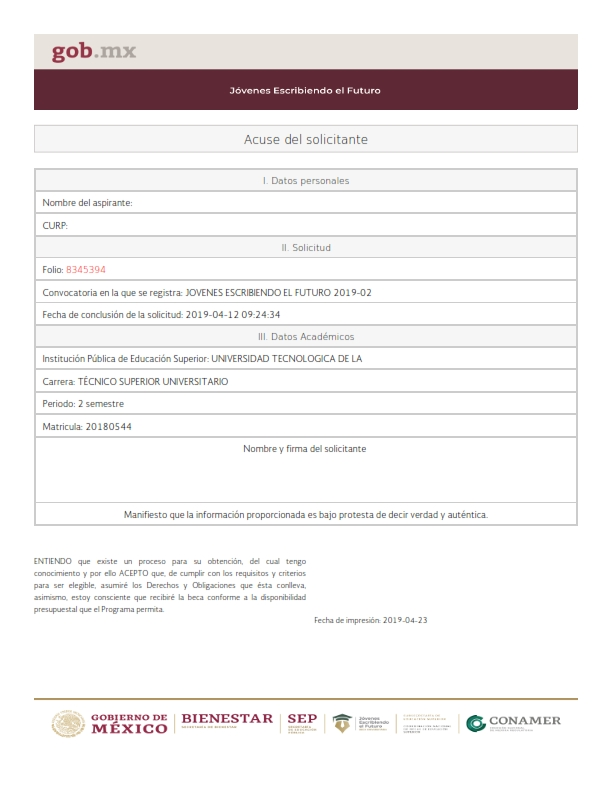 gob.mx
Jóvenes Escribiendo el Futuro
Acuse del solicitante
I. Datos personales
Nombre del aspirante:
CURP:
II. Solicitud
Folio: 8345394
Convocatoria en la que se registra: JOVENES ESCRIBIENDO EL FUTURO 2019-02
Fecha de conclusión de la solicitud: 2019-04-12 09:24:34
III. Datos Académicos
Institución Pública de Educación Superior: UNIVERSIDAD TECNOLOGICA DE LA
Carrera: TÉCNICO SUPERIOR UNIVERSITARIO
Periodo: 2 semestre
Matricula: 20180544
Nombre y firma del solicitante
Manifiesto que la información proporcionada es bajo protesta de decir verdad y auténtica.
ENTIENDO que existe un proceso para su obtención, del cual tengo
conocimiento y por ello ACEPTO que, de cumplir con los requisitos y criterios
para ser elegible, asumiré los Derechos y Obligaciones que ésta conlleva,
asimismo, estoy consciente que recibiré la beca conforme a la disponibilidad
presupuestal que el Programa permita.
Fecha de impresión: 2019-04-23
GOBIERNO DE
MÉXICO
BIENESTAR
SECRETARÍA DE BIENESTAR
SEP
SECRETARÍA
DE EDUCACIÓN
PÚBLICA
Jóvenes
Escribiendo
el Futuro
CONAMER